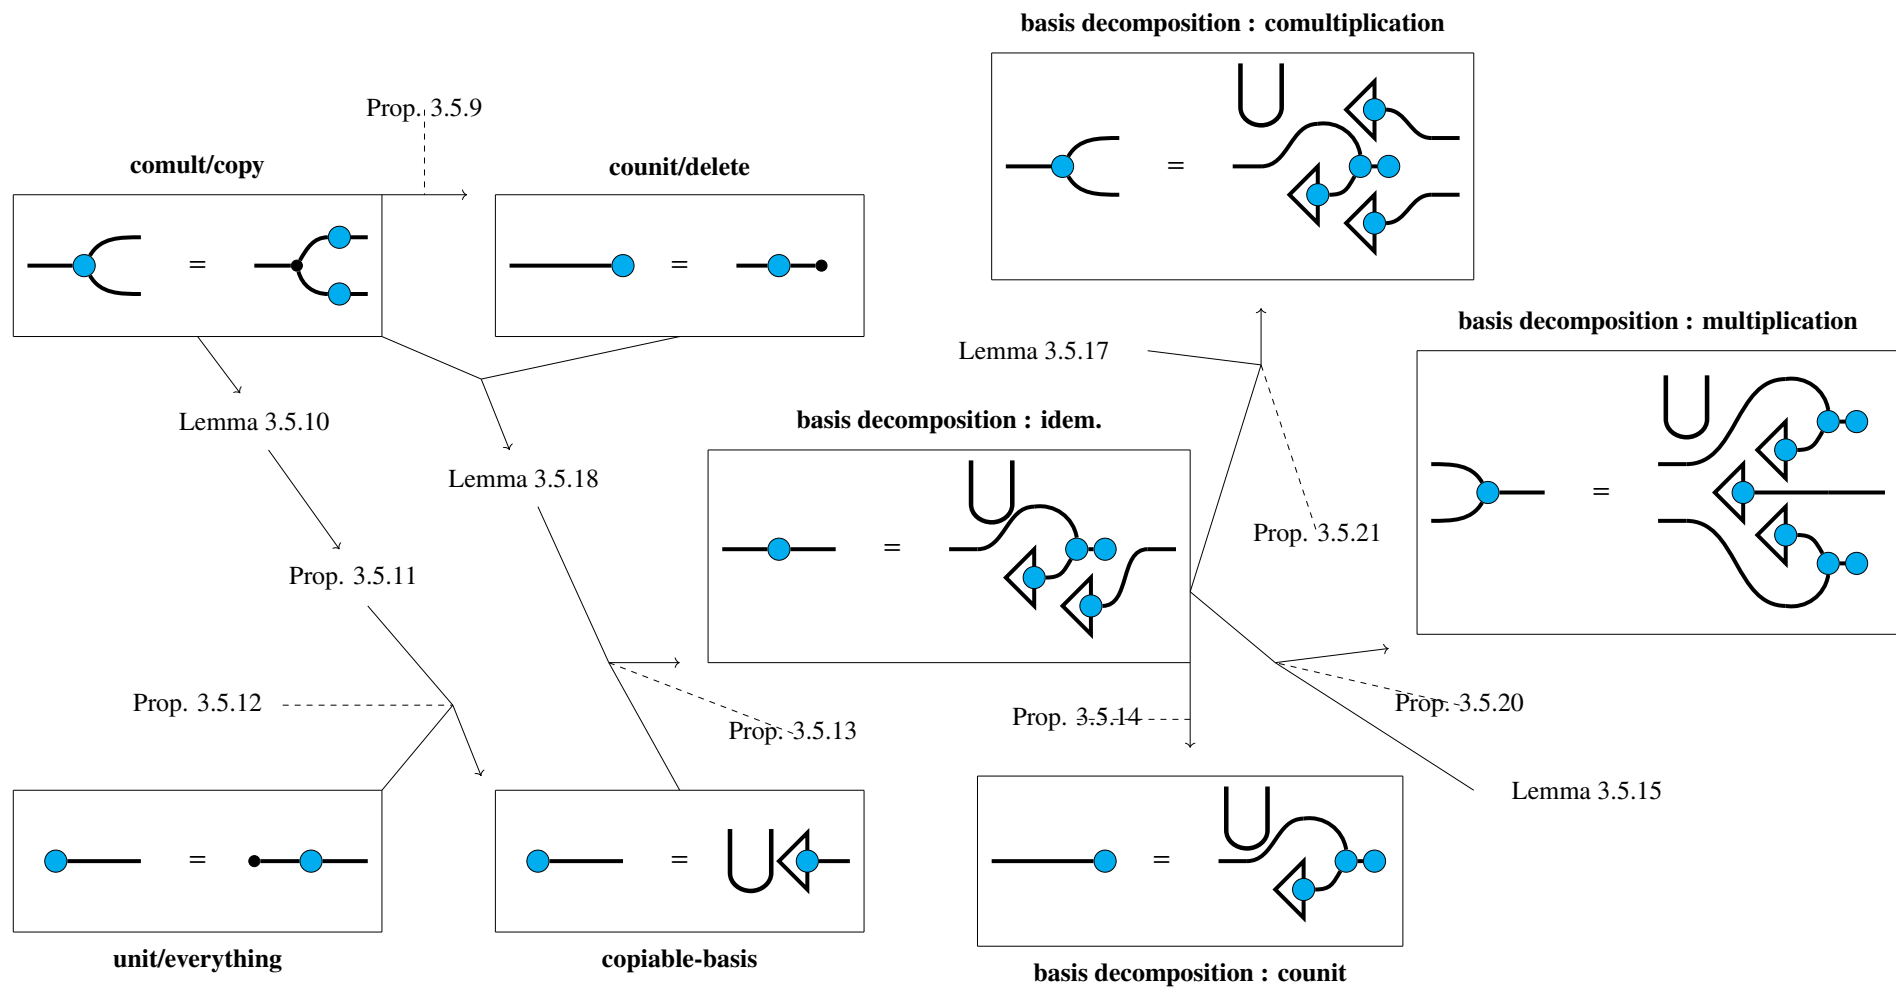 basis decomposition : comultiplication
Prop. 3.5.9
comult/copy
counit/delete
=
=
=
basis decomposition : multiplication
Lemma 3.5.17
Lemma 3.5.10
basis decomposition : idem.
Lemma 3.5.18
=
Prop. 3.5.21
=
Prop. 3.5.11
Prop. 3.5.12
Prop. 3.5.13
Prop. 3.5.14
Prop. 3.5.20
Lemma 3.5.15
=
=
=
unit/everything
copiable-basis
basis decomposition : counit